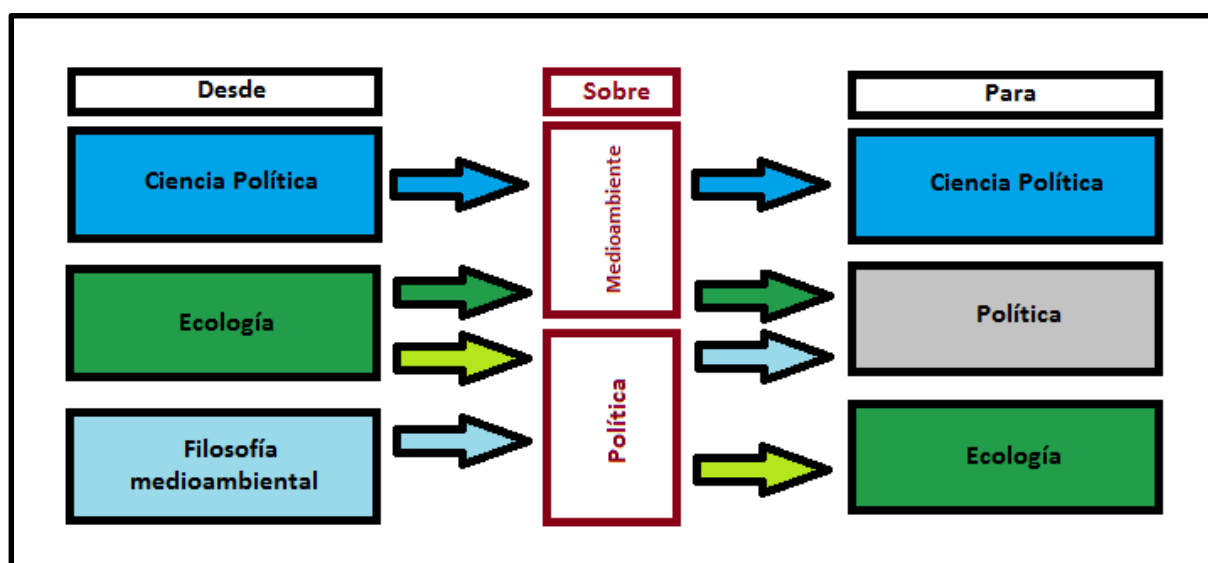 Desde
Sobre
Para
Ciencia Política
Medioambiente
Ciencia Política
Ecología
Política
Política
Filosofía
medioambiental
Ecología